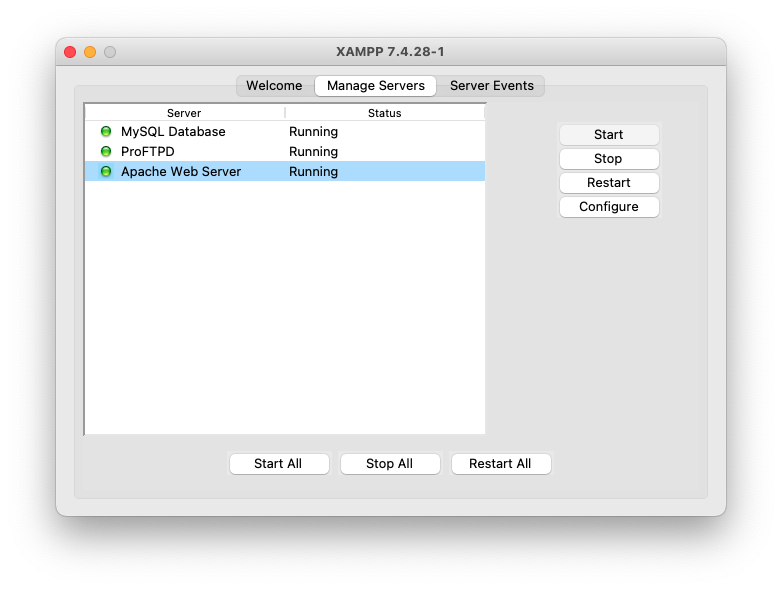 XAMPP 7.4.28-1
Welcome Manage Servers Server Events
Server Status
MySQL Database Running
ProFTPD Running
Apache Web Server Running
Start
Stop
Restart
Configure
Start All Stop All Restart All